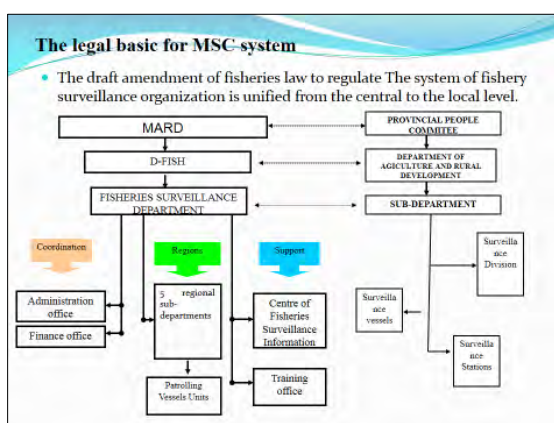 The legal basic for MSC system
The draft amendment of fisheries law to regulate The system of fishery
surveillance organization is unified from the central to the local level.
MARD
PROVINCIAL PEOPLE
COMMITEE
D-FISH
DEPARTMENT OF
AGICULTURE AND RURAL
DEVELOPMENT
FISHERIES SURVEILLANCE
DEPARTMENT
SUB-DEPARTMENT
Coordination
Regions
Support
Surveilla
nce
Division
Administration
office
Finance office
5 regional
sub-
departments
Centre of
Fisheries
Surveillance
Information
Surveilla
nce
vessels
Surveilla
nce
Stations
Patrolling
Vessels Units
Training
office